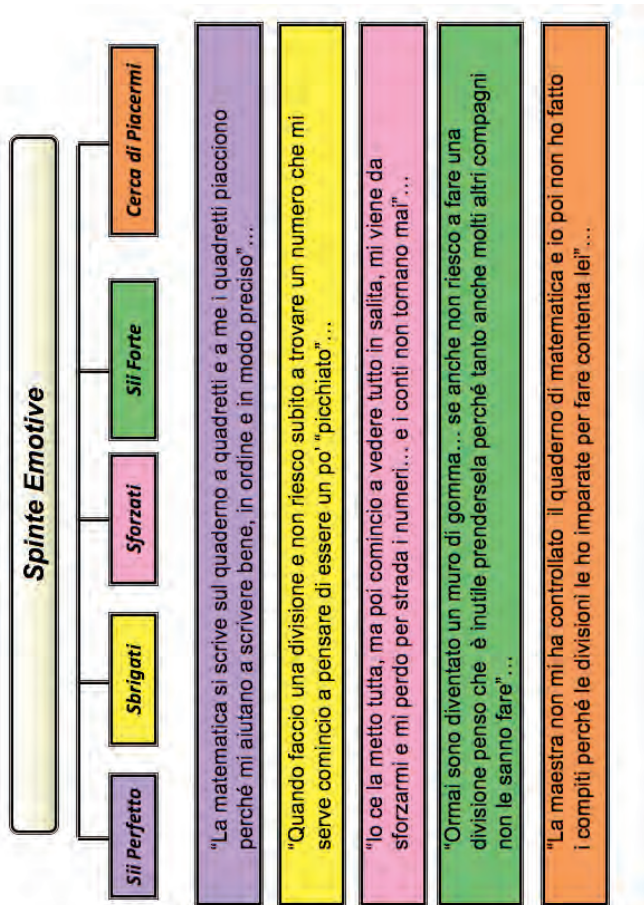 Spinte Emotive
Sii Perfetto
Sbrigati
Sforzati
Sii Forte
Cerca di Piacermi
“La matematica si scrive sul quaderno a quadretti e a me i quadretti piacciono
perché mi aiutano a scrivere bene, in ordine e in modo preciso”…
“Quando faccio una divisione e non riesco subito a trovare un numero che mi
serve comincio a pensare di essere un po’ “picchiato”…
“Io ce la metto tutta, ma poi comincio a vedere tutto in salita, mi viene da
sforzarmi e mi perdo per strada i numeri… e i conti non tornano mai”…
“Ormai sono diventato un muro di gomma… se anche non riesco a fare una
divisione penso che è inutile prendersela perché tanto anche molti altri compagni
non le sanno fare”…
“La maestra non mi ha controllato il quaderno di matematica e io poi non ho fatto
i compiti perché le divisioni le ho imparate per fare contenta lei”…